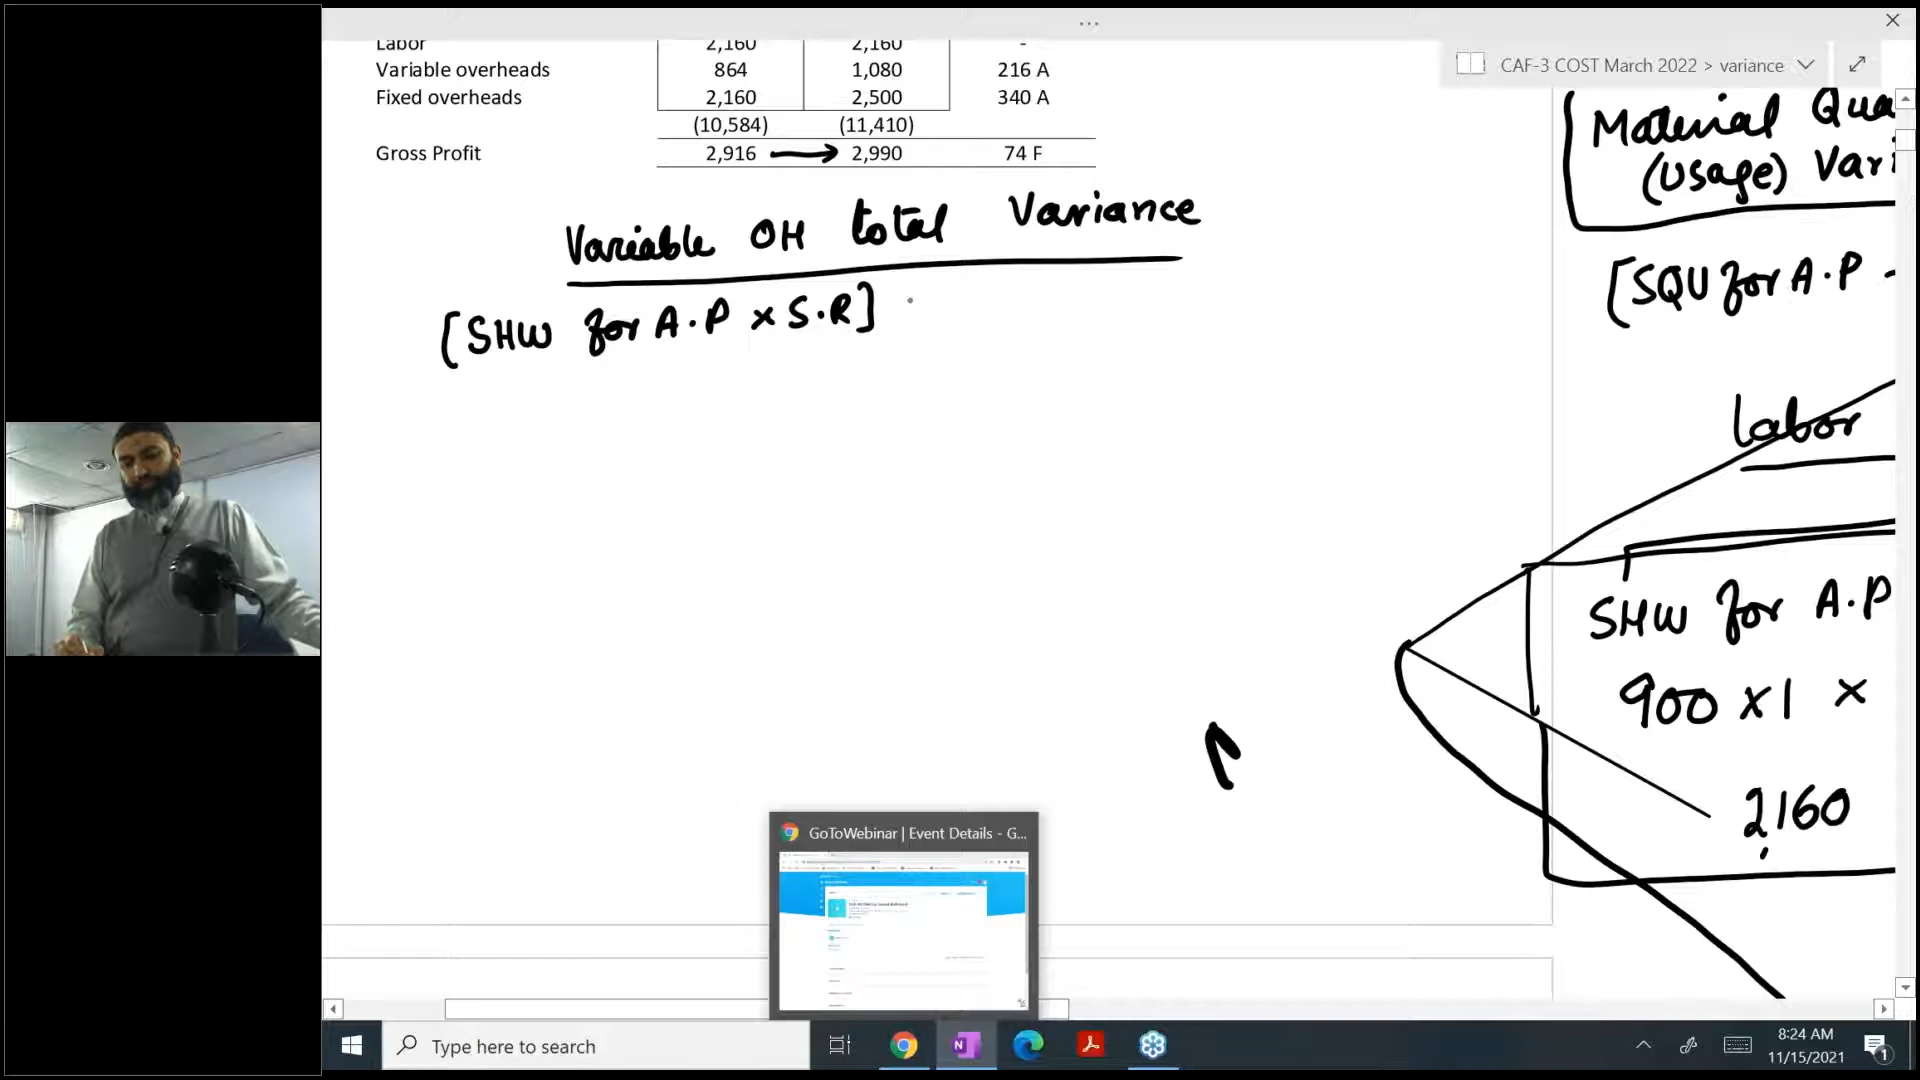 CAF-3 COST March 2022 > variance
Labor 2,160 2,160 -
Variable overheads 864 1,080 216 A
Fixed overheads 2,160 2,500 340 A
(10,584) (11,410)
Gross Profit 2,916 2,990 74 F
Variable OH total Variance
[SHW for A.P x S.R]
Material Qua
(Usage) Vari
[SQU for A.P -
Labor
SHW for A.P
900 x 1 x
2160
GoToWebinar | Event Details - G...
Type here to search
8:24 AM
11/15/2021
1